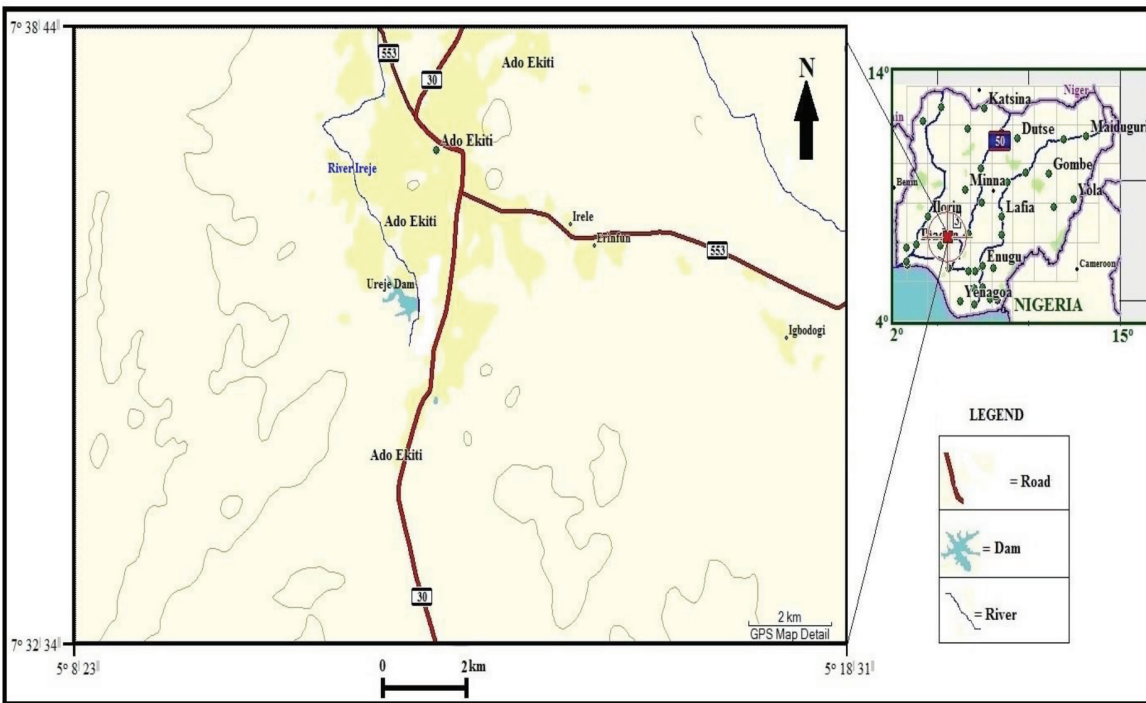 7° 38| 44||
553
30
Ado Ekiti
Ado Ekiti
River Ireje
Ado Ekiti
Irele
Erinfun
553
Ureje Dam
Igbodogi
Ado Ekiti
30
N
2 km
GPS Map Detail
7° 32| 34||
5° 8| 23||
5° 18| 31||
0 2km
14°
Niger
Katsina
50
Dutse
Maiduguri
Gombe
Benin
Minna
Yola
Ilorin
Lafia
Enugu
Cameroon
Yenagoa
NIGERIA
4°
2°
15°
LEGEND
= Road
= Dam
= River